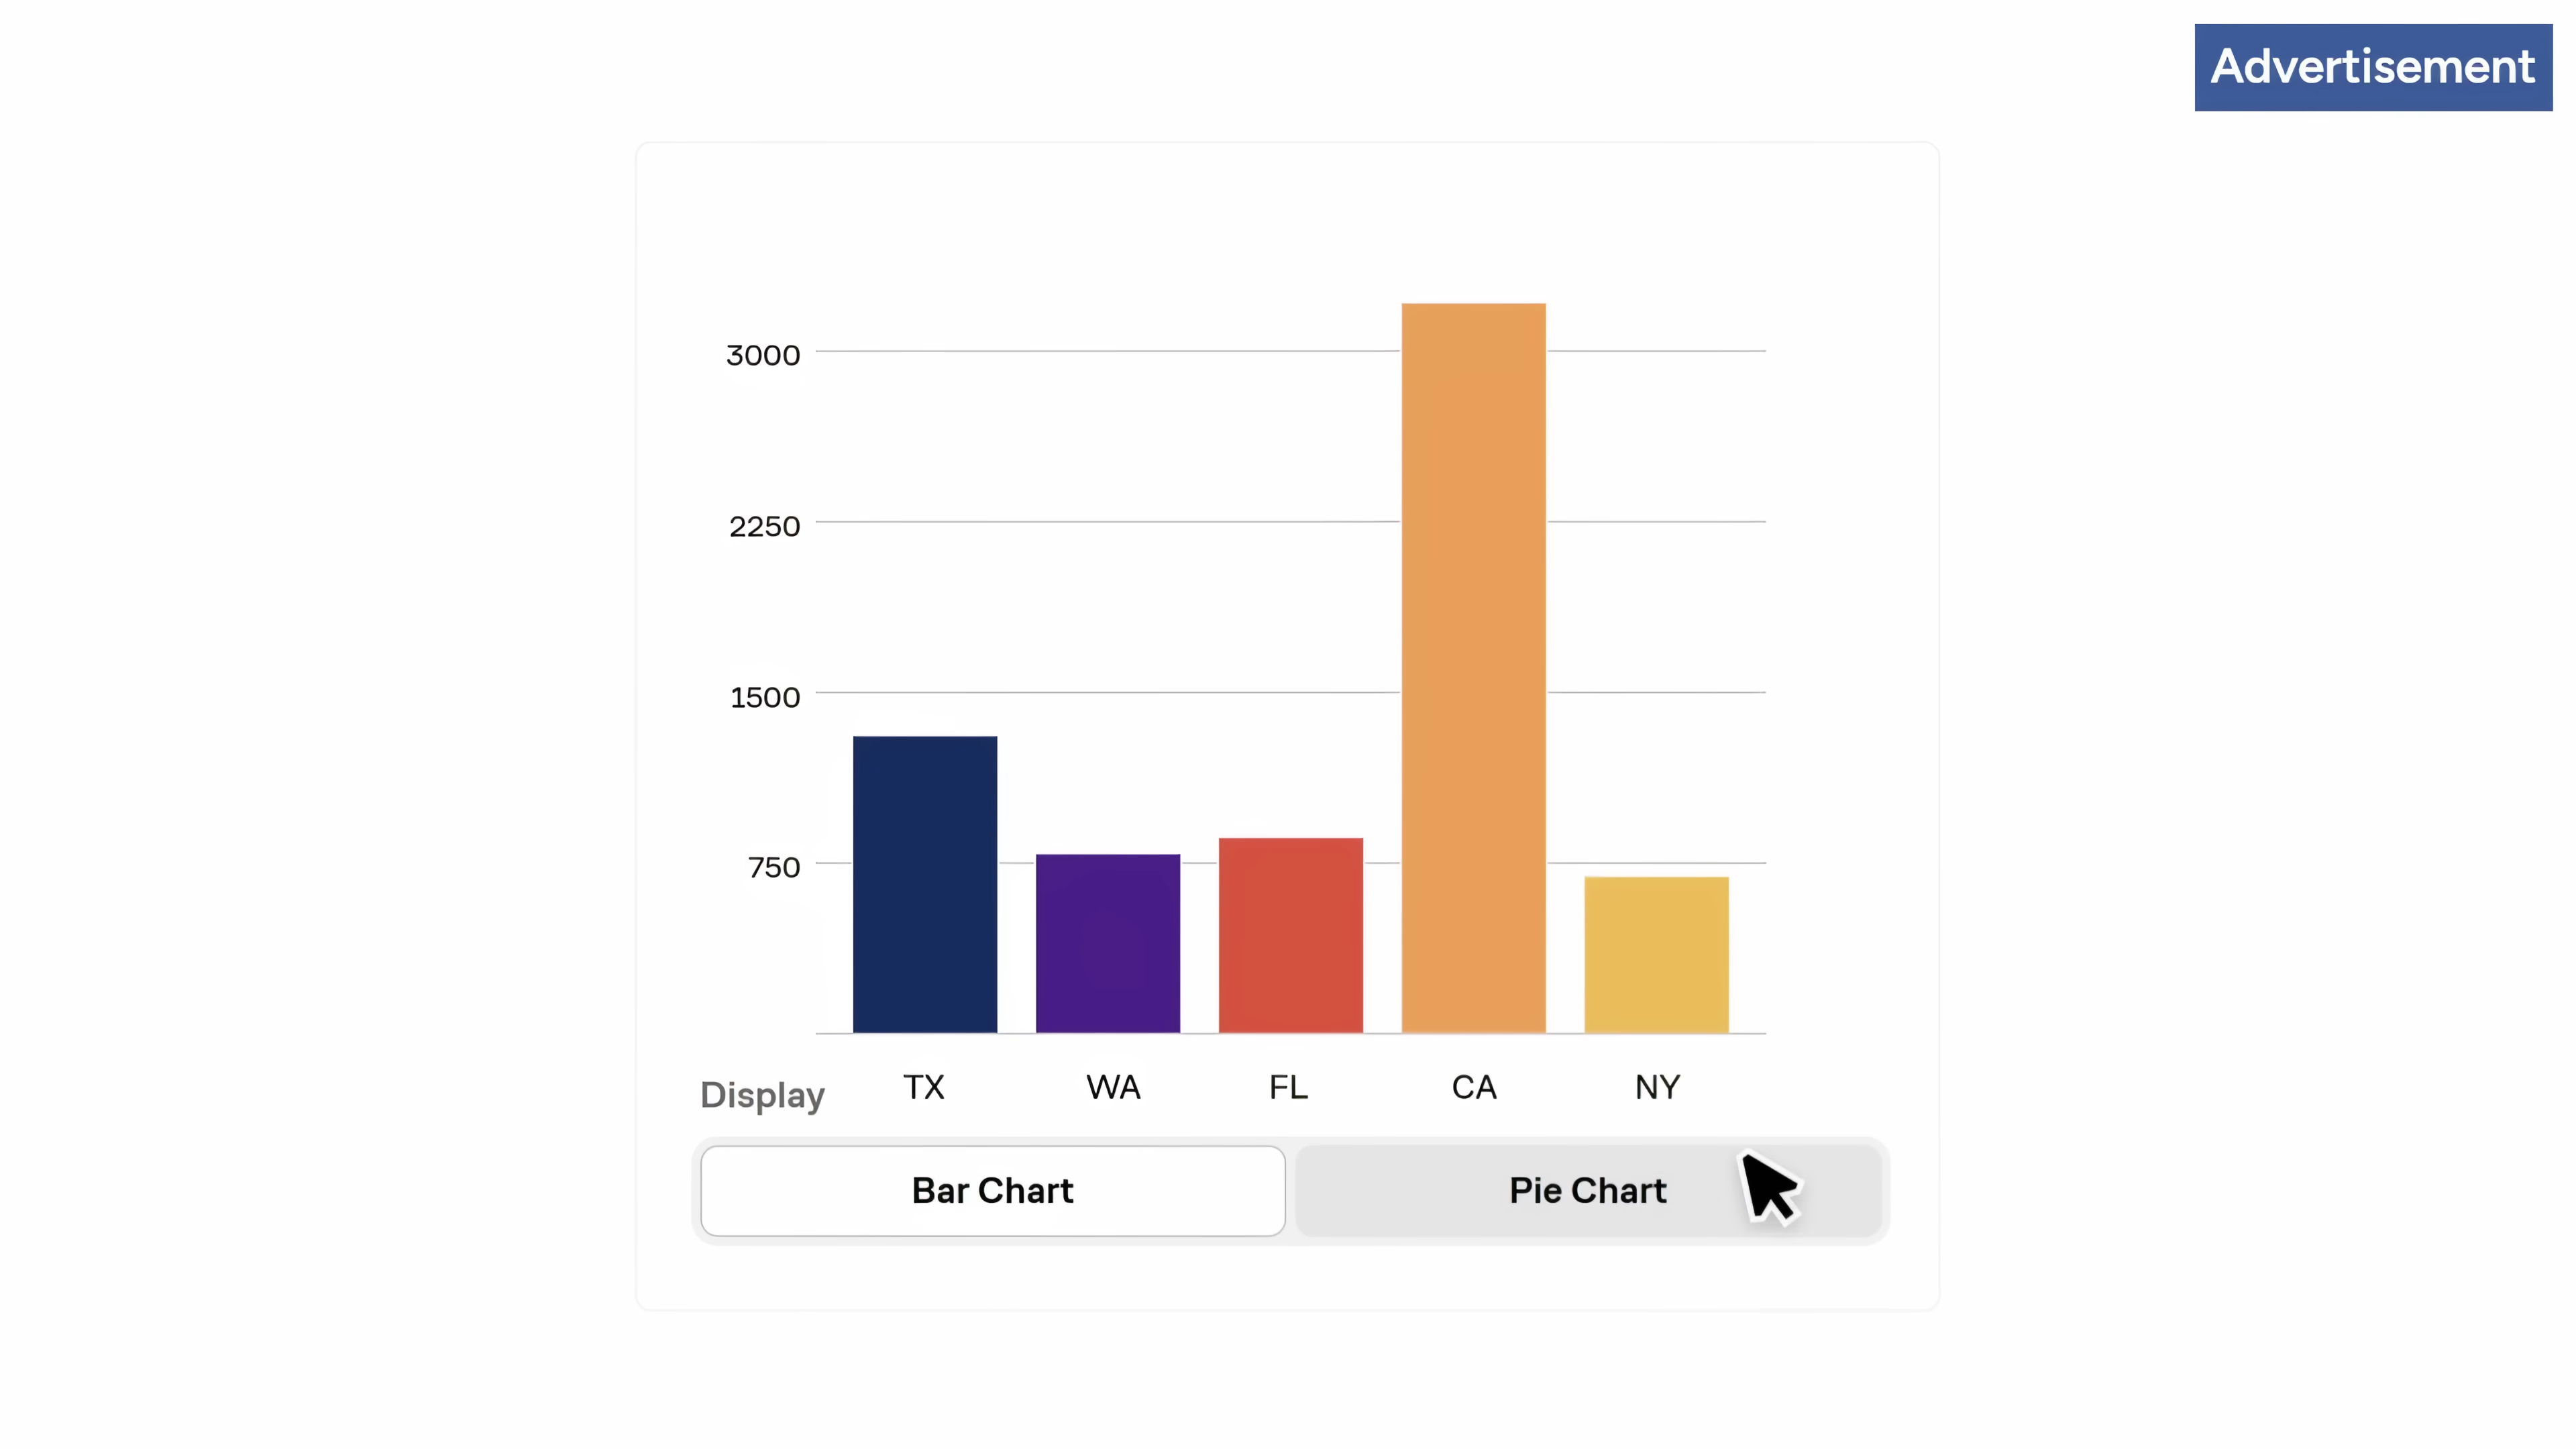 Advertisement
3000
2250
1500
750
TX WA FL CA NY
Display
Bar Chart Pie Chart